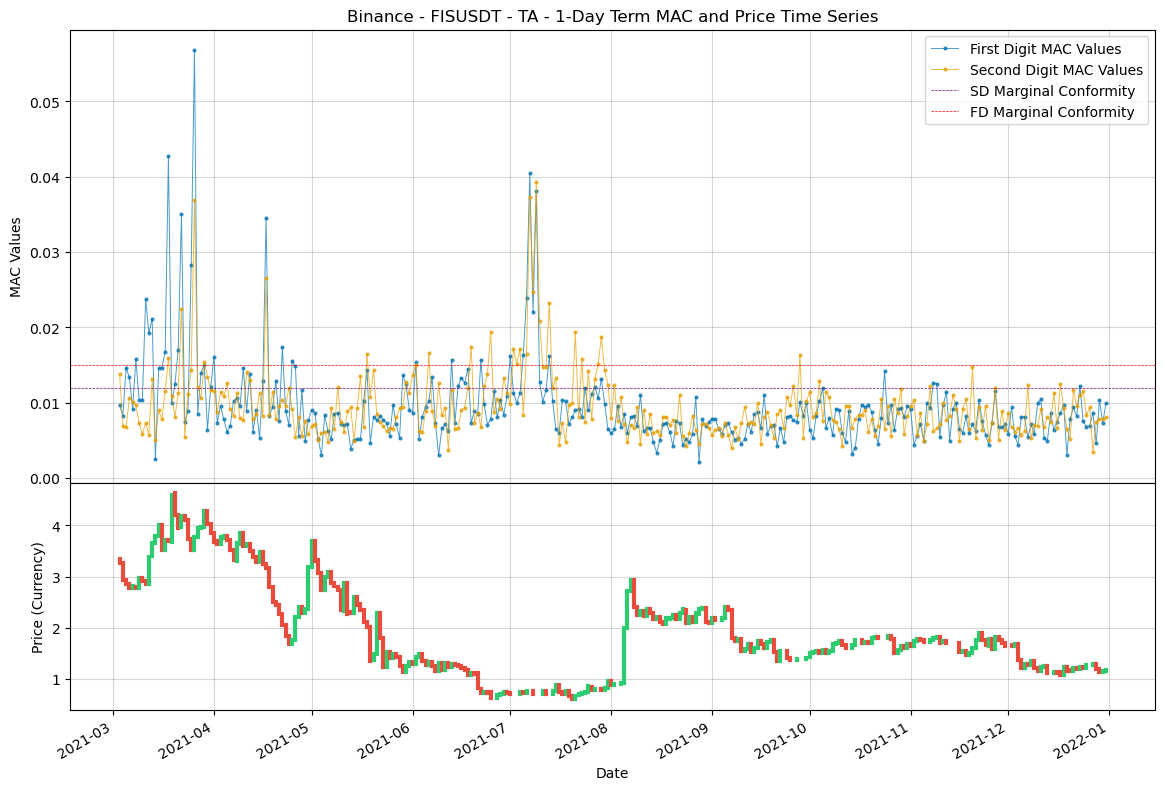 Binance - FISUSDT - TA - 1-Day Term MAC and Price Time Series
First Digit MAC Values
Second Digit MAC Values
SD Marginal Conformity
FD Marginal Conformity
MAC Values
0.05
0.04
0.03
0.02
0.01
0.00
Price (Currency)
4
3
2
1
2021-03
2021-04
2021-05
2021-06
2021-07
2021-08
2021-09
2021-10
2021-11
2021-12
2022-01
Date